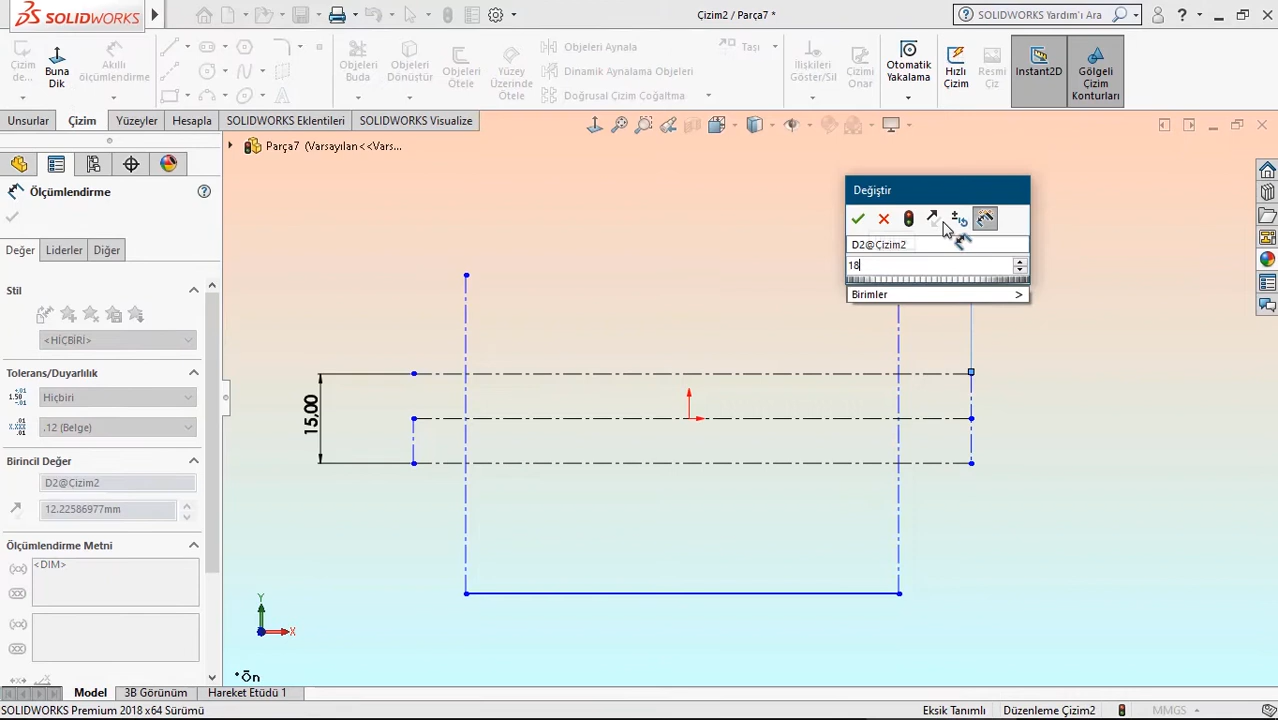 SOLIDWORKS
Çizim2 / Parça7 *
SOLIDWORKS Yardım'ı Ara
Çizim de...
Buna Dik
Akıllı ölçümlendirme
Objeleri Buda
Objeleri Dönüştür
Objeleri Ötele
Yüzey Üzerinde Ötele
Objeleri Aynala
Dinamik Aynalama Objeleri
Doğrusal Çizim Çoğaltma
Taşı
İlişkileri Göster/Sil
Çizimi Onar
Otomatik Yakalama
Hızlı Çizim
Resmi Çiz
Instant2D
Gölgeli Çizim Konturları
Unsurlar
Çizim
Yüzeyler
Hesapla
SOLIDWORKS Eklentileri
SOLIDWORKS Visualize
Parça7 (Varsayılan <<Vars...
Ölçümlendirme
Değer
Liderler
Diğer
Stil
<HİÇBİRİ>
Tolerans/Duyarlılık
Hiçbiri
.12 (Belge)
Birincil Değer
D2@Çizim2
12.22586977mm
Ölçümlendirme Metni
<DIM>
Değiştir
D2@Çizim2
18
Birimler
15,00
Y
X
*Ön
Model
3B Görünüm
Hareket Etüdü 1
SOLIDWORKS Premium 2018 x64 Sürümü
Eksik Tanımlı
Düzenleme Çizim2
MMGS